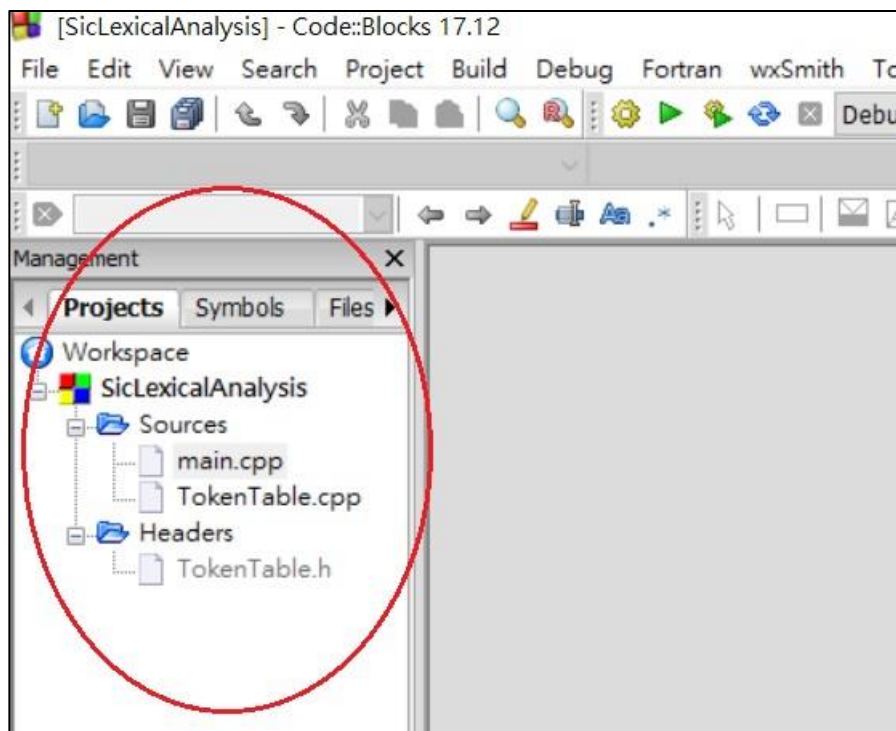 [SicLexicalAnalysis] - Code::Blocks 17.12
File Edit View Search Project Build Debug Fortran wxSmith To
Debu
Management
Projects Symbols Files
Workspace
SicLexicalAnalysis
Sources
main.cpp
TokenTable.cpp
Headers
TokenTable.h